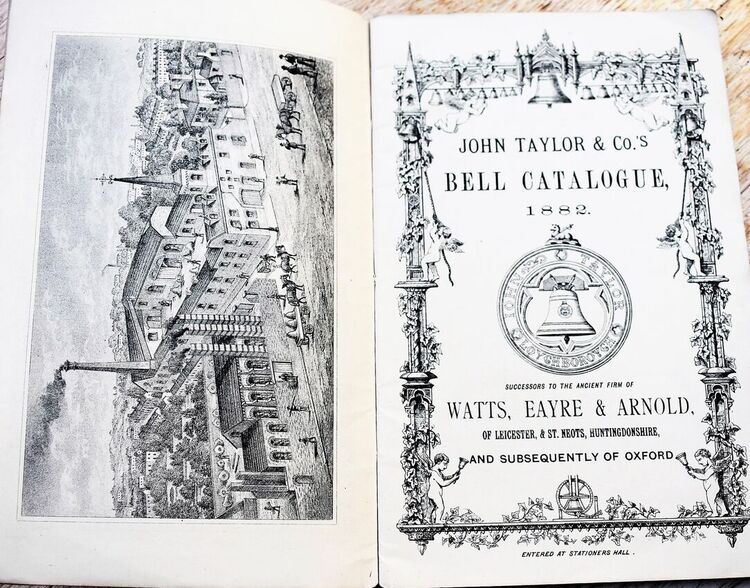 JOHN TAYLOR & Co.'S
BELL CATALOGUE,
1882.
JOHN TAYLOR
LOUGHBOROUGH
SUCCESSORS TO THE ANCIENT FIRM OF
WATTS, EAYRE & ARNOLD,
OF LEICESTER, & ST. NEOTS, HUNTINGDONSHIRE,
AND SUBSEQUENTLY OF OXFORD
ENTERED AT STATIONERS HALL.